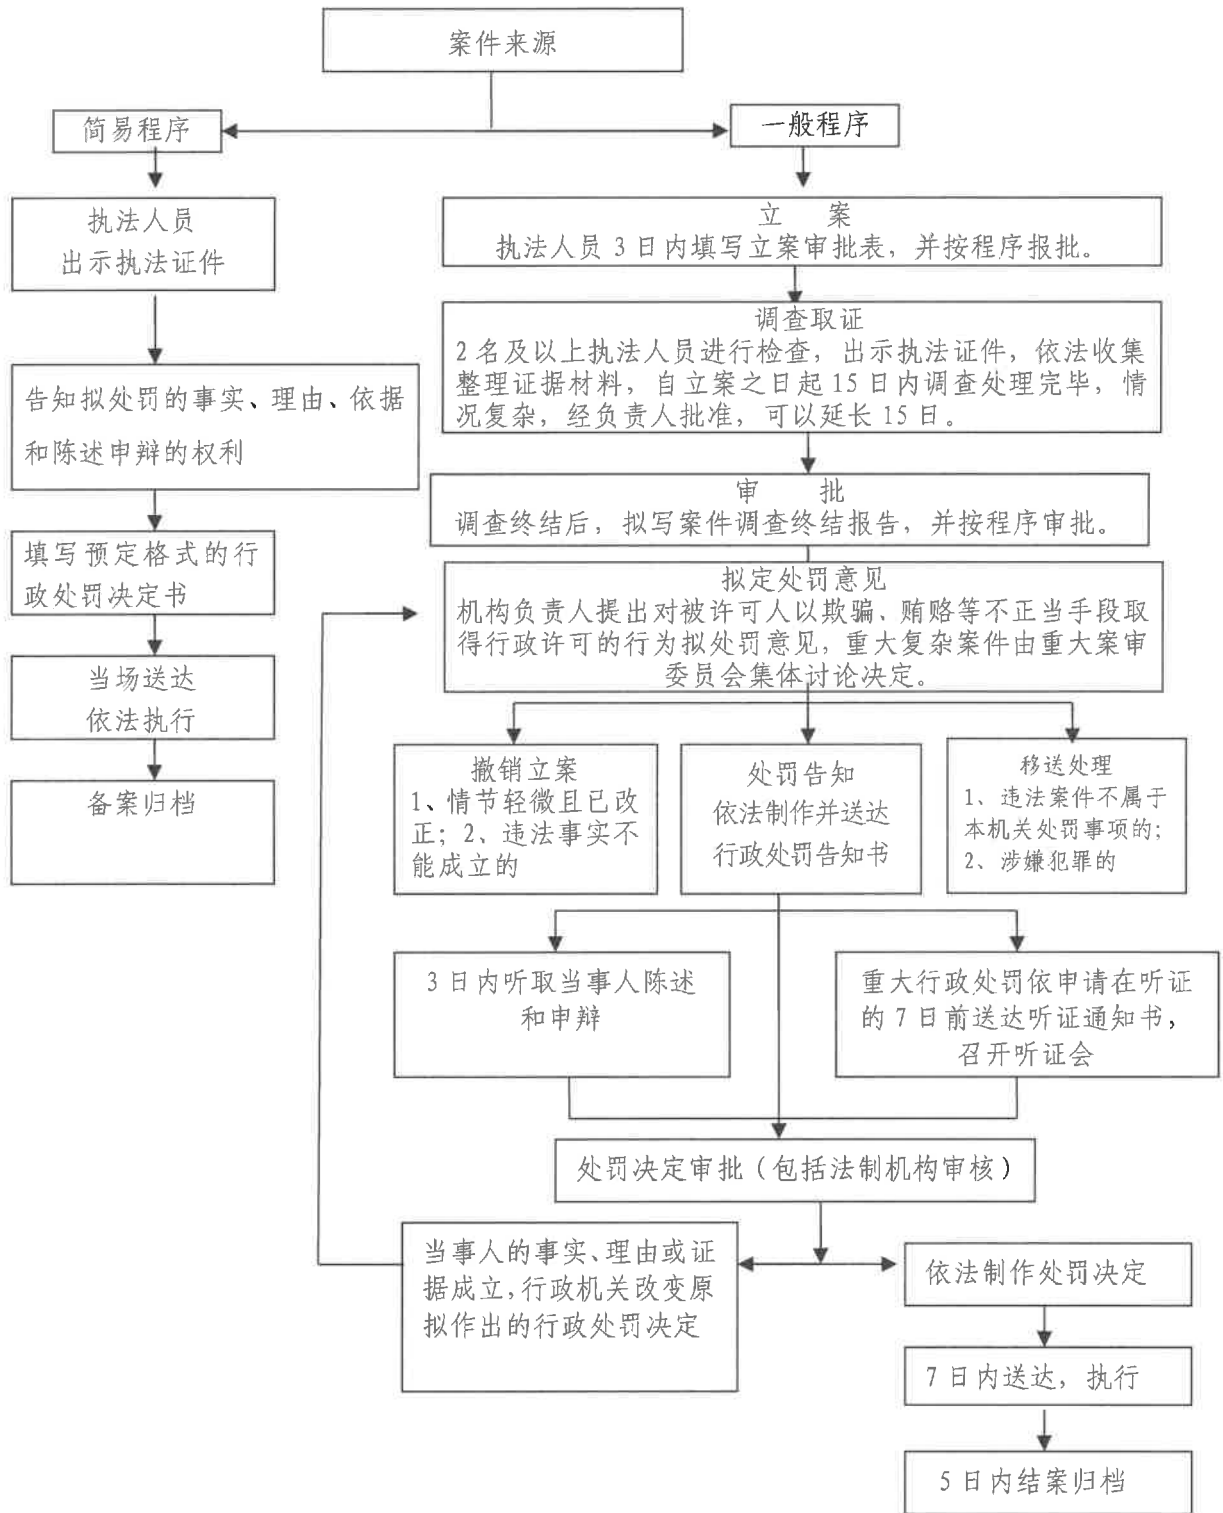 案件来源
简易程序
一般程序
执法人员
出示执法证件
告知拟处罚的事实、理由、依据
和陈述申辩的权利
填写预定格式的行
政处罚决定书
当场送达
依法执行
备案归档
立 案
执法人员 3 日内填写立案审批表，并按程序报批。
调查取证
2 名及以上执法人员进行检查，出示执法证件，依法收集
整理证据材料，自立案之日起 15 日内调查处理完毕，情
况复杂，经负责人批准，可以延长 15 日。
审 批
调查终结后，拟写案件调查终结报告，并按程序审批。
拟定处罚意见
机构负责人提出对被许可人以欺骗、贿赂等不正当手段取
得行政许可的行为拟处罚意见，重大复杂案件由重大案审
委员会集体讨论决定。
撤销立案
1、情节轻微且已改
正；2、违法事实不
能成立的
处罚告知
依法制作并送达
行政处罚告知书
移送处理
1、违法案件不属于
本机关处罚事项的；
2、涉嫌犯罪的
3 日内听取当事人陈述
和申辩
重大行政处罚依申请在听证
的 7 日前送达听证通知书，
召开听证会
处罚决定审批（包括法制机构审核）
当事人的事实、理由或证
据成立，行政机关改变原
拟作出的行政处罚决定
依法制作处罚决定
7 日内送达，执行
5 日内结案归档